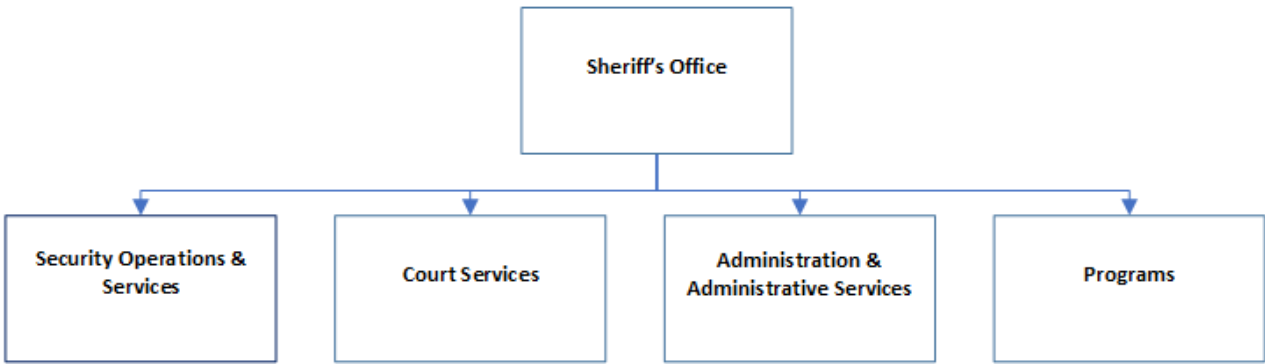 Sheriff's Office
Security Operations &
Services
Court Services
Administration &
Administrative Services
Programs